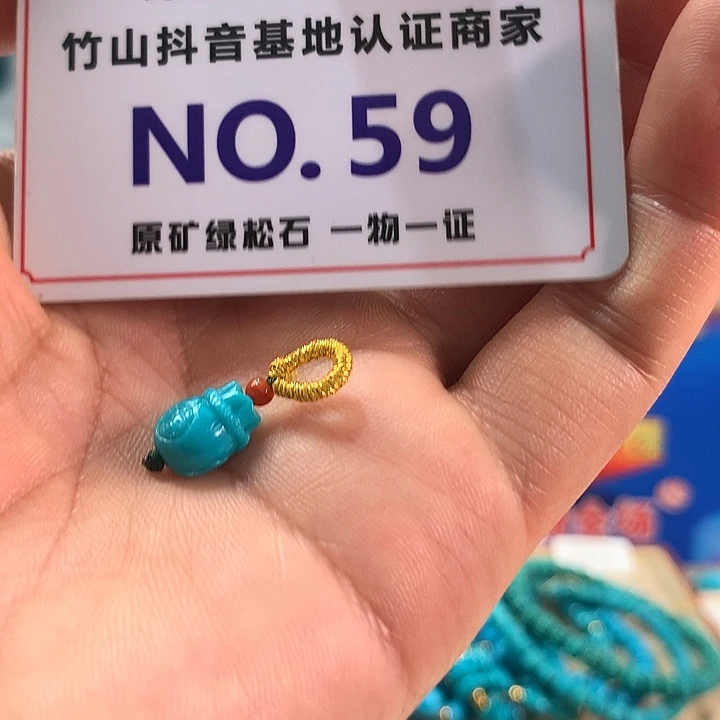 竹山抖音基地认证商家
NO. 59
原矿绿松石 一物一证